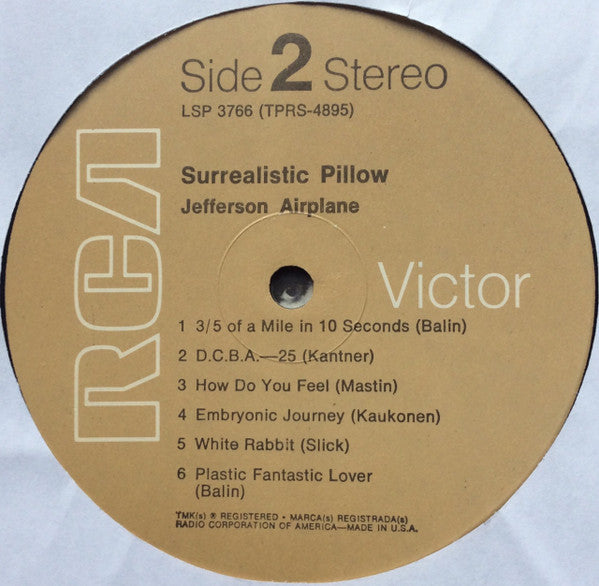 Side 2 Stereo
LSP 3766 (TPRS-4895)
RCA
Surrealistic Pillow
Jefferson Airplane
Victor
1 3/5 of a Mile in 10 Seconds (Balin)
2 D.C.B.A.—25 (Kantner)
3 How Do You Feel (Mastin)
4 Embryonic Journey (Kaukonen)
5 White Rabbit (Slick)
6 Plastic Fantastic Lover
(Balin)
TMK(s) ® REGISTERED • MARCA(s) REGISTRADA(s)
RADIO CORPORATION OF AMERICA—MADE IN U.S.A.